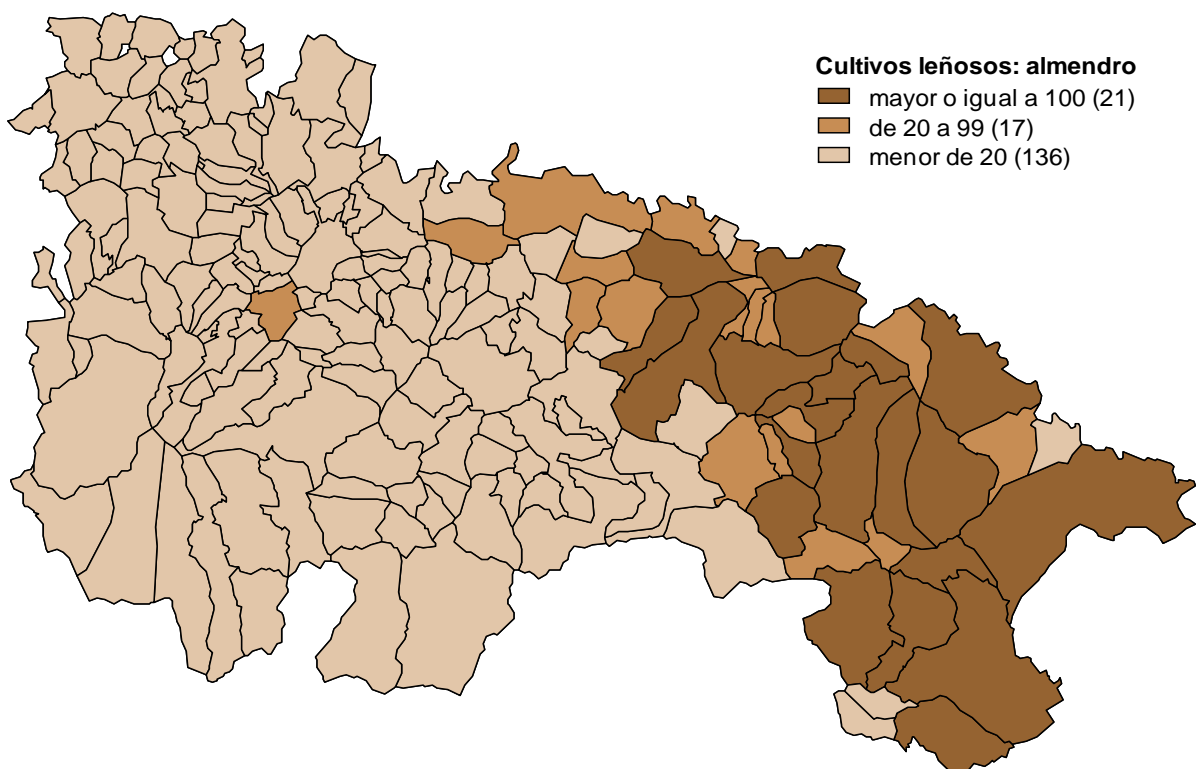 Cultivos leñosos: almendro
mayor o igual a 100 (21)
de 20 a 99 (17)
menor de 20 (136)